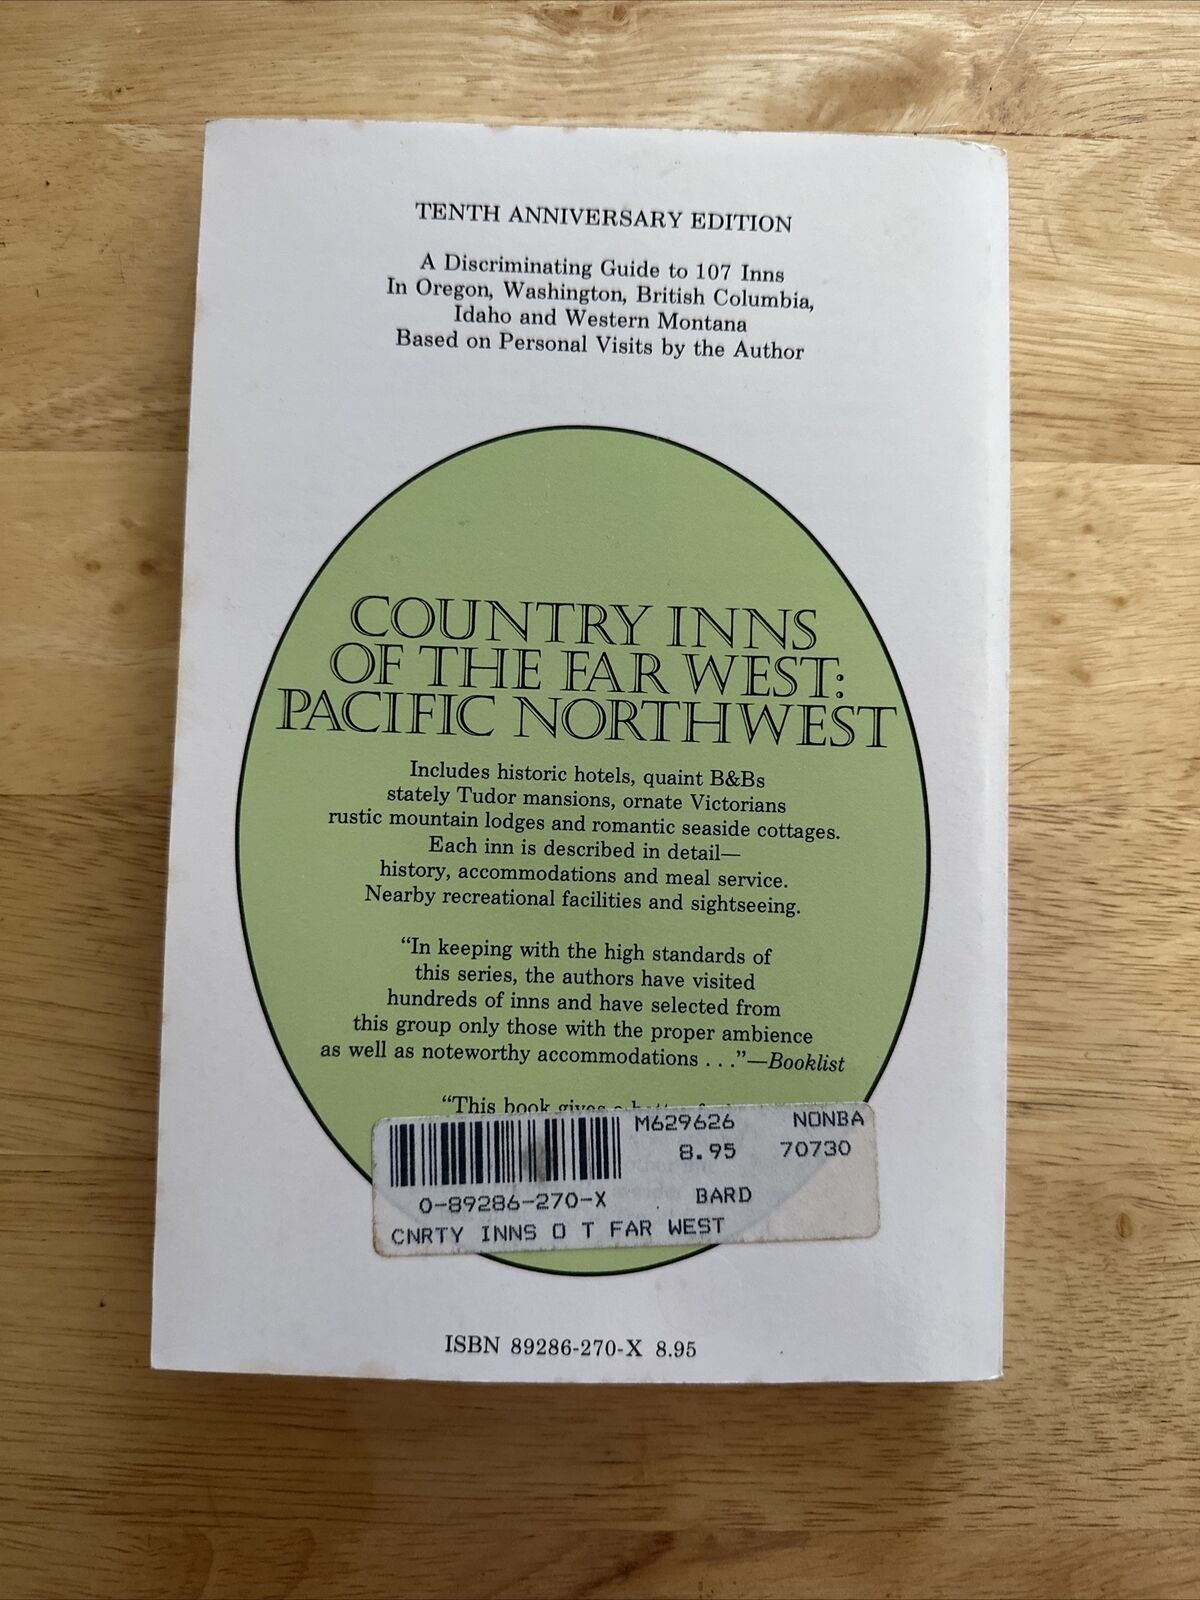 TENTH ANNIVERSARY EDITION
A Discriminating Guide to 107 Inns
In Oregon, Washington, British Columbia,
Idaho and Western Montana
Based on Personal Visits by the Author
COUNTRY INNS
OF THE FAR WEST:
PACIFIC NORTHWEST
Includes historic hotels, quaint B&Bs
stately Tudor mansions, ornate Victorians
rustic mountain lodges and romantic seaside cottages.
Each inn is described in detail—
history, accommodations and meal service.
Nearby recreational facilities and sightseeing.
“In keeping with the high standards of
this series, the authors have visited
hundreds of inns and have selected from
this group only those with the proper ambience
as well as noteworthy accommodations . . .”—Booklist
“This book gives a
M629626 NONBA
8.95 70730
0-89286-270-X BARD
CNRTY INNS O T FAR WEST
ISBN 89286-270-X 8.95